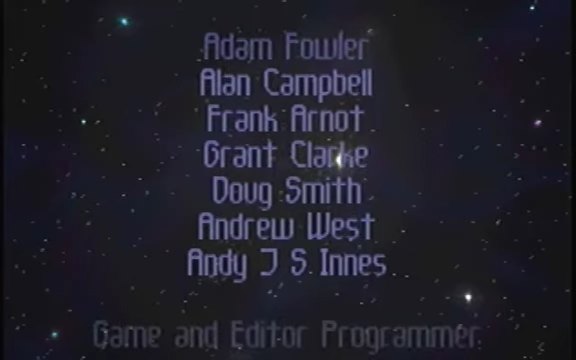 Adam Fowler
Alan Campbell
Frank Arnot
Grant Clarke
Doug Smith
Andrew West
Andy J S Innes
Game and Editor Programmer